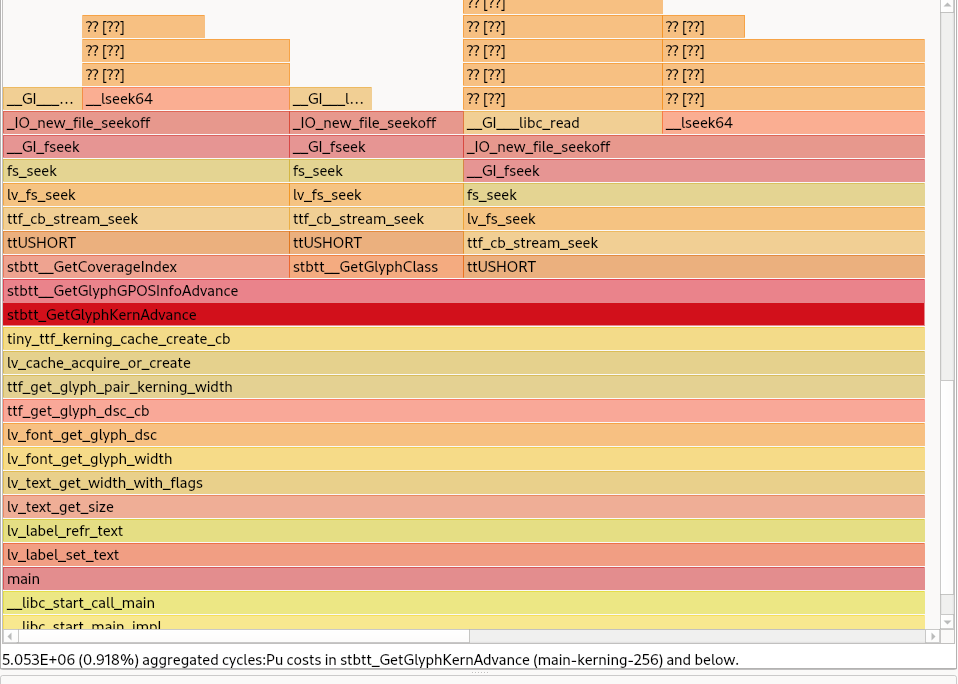 ?? [??]
?? [??] ?? [??] ?? [??]
?? [??] ?? [??] ?? [??]
?? [??] ?? [??] ?? [??]
__GI___... __lseek64 __GI___l... ?? [??] ?? [??]
_IO_new_file_seekoff _IO_new_file_seekoff __GI___libc_read __lseek64
__GI_fseek __GI_fseek _IO_new_file_seekoff
fs_seek fs_seek __GI_fseek
lv_fs_seek lv_fs_seek fs_seek
ttf_cb_stream_seek ttf_cb_stream_seek lv_fs_seek
ttUSHORT ttUSHORT ttf_cb_stream_seek
stbtt__GetCoverageIndex stbtt__GetGlyphClass ttUSHORT
stbtt__GetGlyphGPOSInfoAdvance
stbtt_GetGlyphKernAdvance
tiny_ttf_kerning_cache_create_cb
lv_cache_acquire_or_create
ttf_get_glyph_pair_kerning_width
ttf_get_glyph_dsc_cb
lv_font_get_glyph_dsc
lv_font_get_glyph_width
lv_text_get_width_with_flags
lv_text_get_size
lv_label_refr_text
lv_label_set_text
main
__libc_start_call_main
__libc_start_main_impl
5.053E+06 (0.918%) aggregated cycles:Pu costs in stbtt_GetGlyphKernAdvance (main-kerning-256) and below.